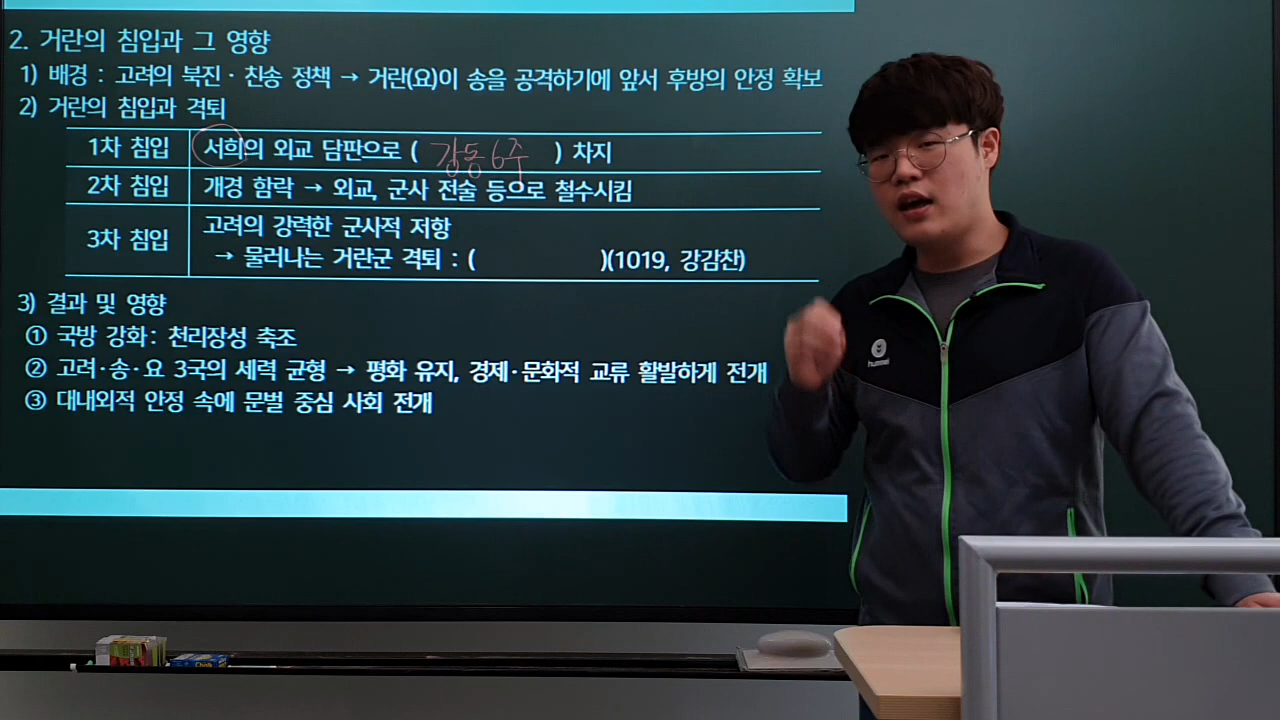 2. 거란의 침입과 그 영향
1) 배경 : 고려의 북진·친송 정책 → 거란(요)이 송을 공격하기에 앞서 후방의 안정 확보
2) 거란의 침입과 격퇴
1차 침입 서희의 외교 담판으로 ( 강동 6주 ) 차지
2차 침입 개경 함락 → 외교, 군사 전술 등으로 철수시킴
3차 침입 고려의 강력한 군사적 저항
→ 물러나는 거란군 격퇴 : ( )(1019, 강감찬)
3) 결과 및 영향
① 국방 강화: 천리장성 축조
② 고려·송·요 3국의 세력 균형 → 평화 유지, 경제·문화적 교류 활발하게 전개
③ 대내외적 안정 속에 문벌 중심 사회 전개
hummel
Chalk